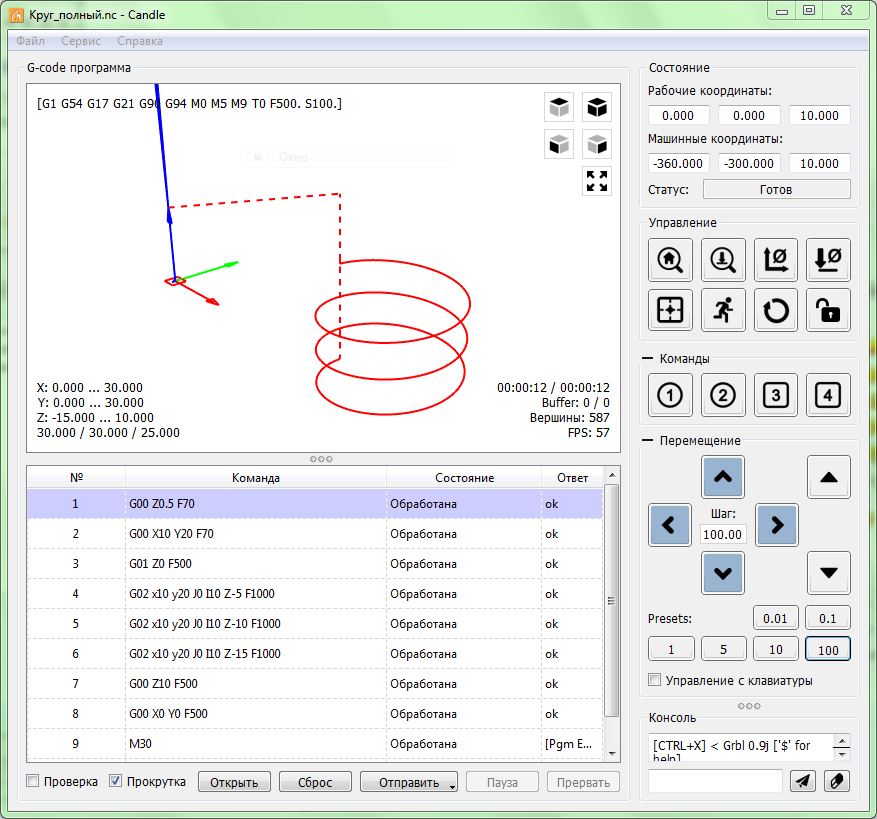 Круг_полный.nc - Candle
Файл Сервис Справка
G-code программа
[G1 G54 G17 G21 G90 G94 M0 M5 M9 T0 F500. S100.]
Окно
X: 0.000 ... 30.000
Y: 0.000 ... 30.000
Z: -15.000 ... 10.000
30.000 / 30.000 / 25.000
00:00:12 / 00:00:12
Buffer: 0 / 0
Вершины: 587
FPS: 57
№ Команда Состояние Ответ
1 G00 Z0.5 F70 Обработана ok
2 G00 X10 Y20 F70 Обработана ok
3 G01 Z0 F500 Обработана ok
4 G02 x10 y20 J0 I10 Z-5 F1000 Обработана ok
5 G02 x10 y20 J0 I10 Z-10 F1000 Обработана ok
6 G02 x10 y20 J0 I10 Z-15 F1000 Обработана ok
7 G00 Z10 F500 Обработана ok
8 G00 X0 Y0 F500 Обработана ok
9 M30 Обработана [Pgm E...
Проверка Прокрутка Открыть Сброс Отправить Пауза Прервать
Состояние
Рабочие координаты:
0.000 0.000 10.000
Машинные координаты:
-360.000 -300.000 10.000
Статус: Готов
Управление
Команды
1 2 3 4
Перемещение
Шаг:
100.00
Presets: 0.01 0.1
1 5 10 100
Управление с клавиатуры
Консоль
[CTRL+X] < Grbl 0.9j ['$' for
help]